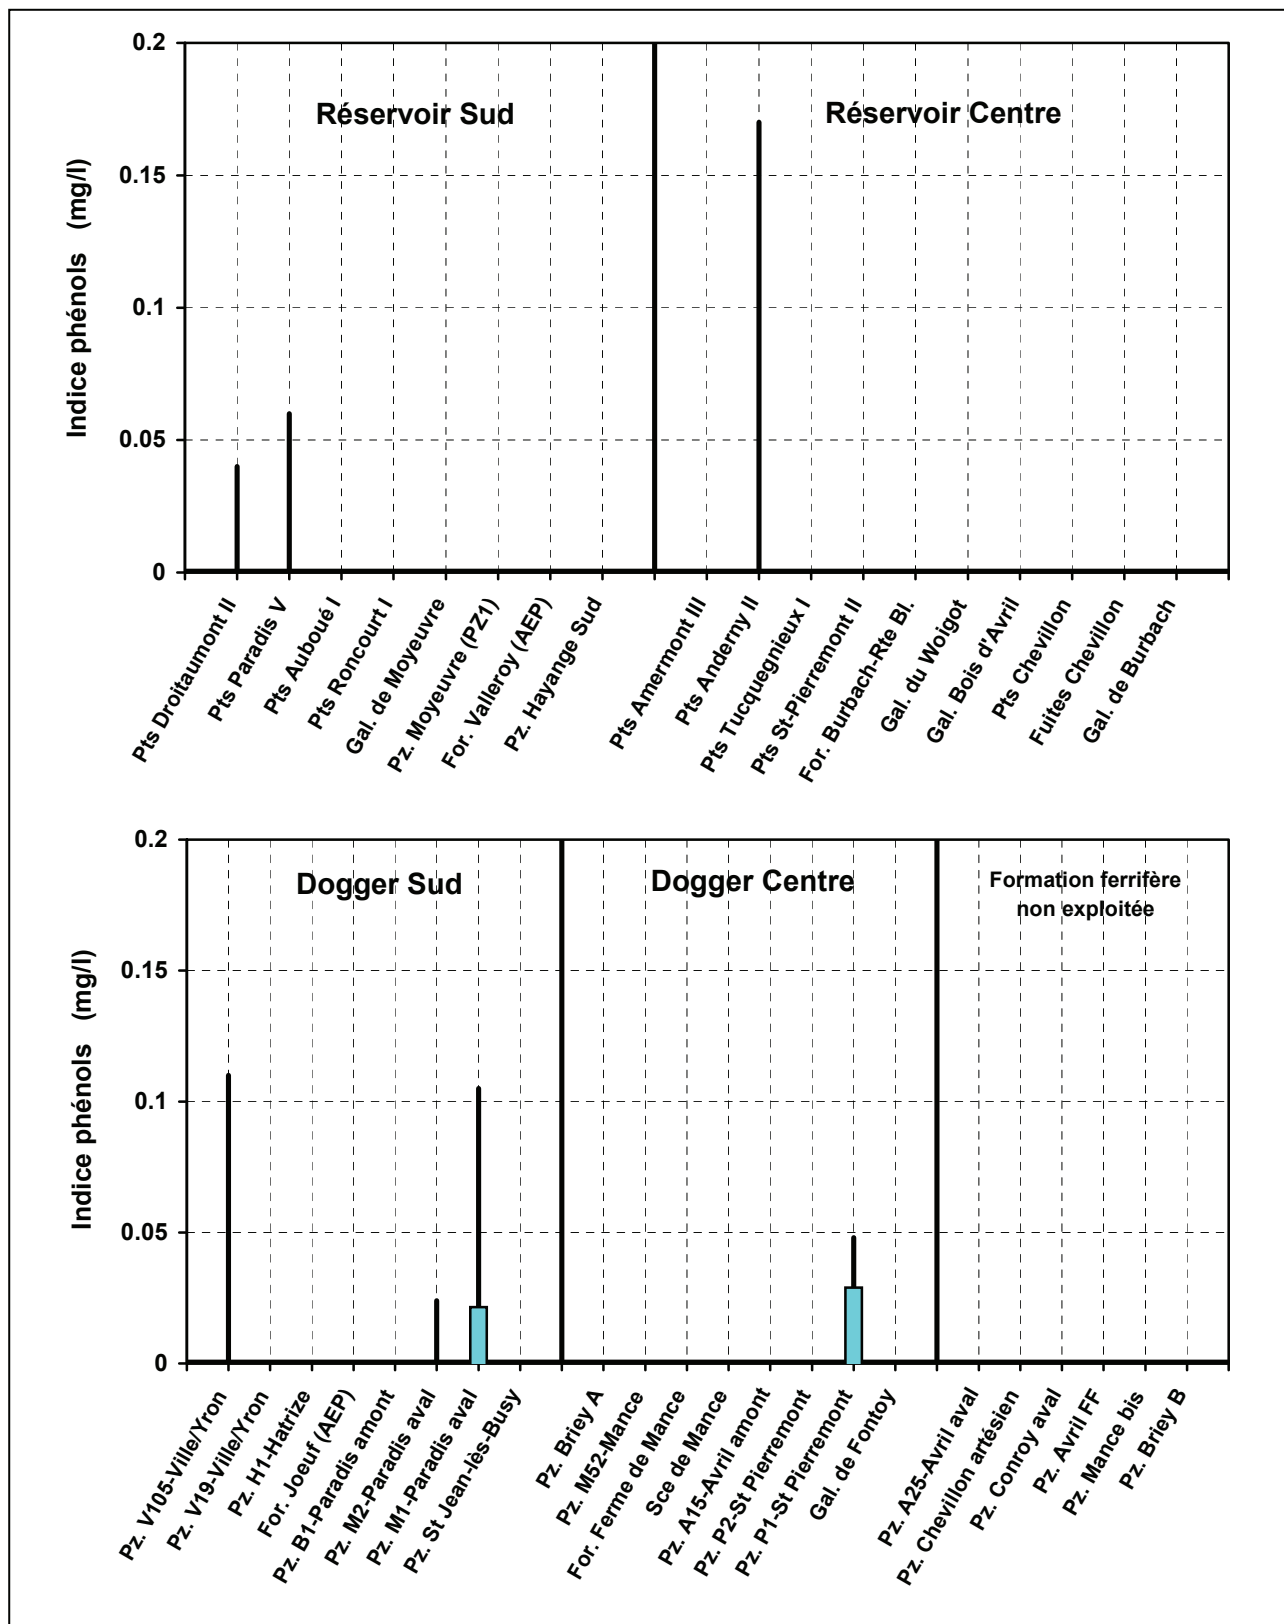 Réservoir Sud
Réservoir Centre
Indice phénols (mg/l)
0.2
0.15
0.1
0.05
0
Pts Droitaumont II
Pts Paradis V
Pts Auboué I
Pts Roncourt I
Gal. de Moyeuvre
Pz. Moyeuvre (PZ1)
For. Valleroy (AEP)
Pz. Hayange Sud
Pts Amermont III
Pts Anderny II
Pts Tucquegnieux I
Pts St-Pierremont II
For. Burbach-Rte Bl.
Gal. du Woigot
Gal. Bois d'Avril
Pts Chevillon
Fuites Chevillon
Gal. de Burbach
Dogger Sud
Dogger Centre
Formation ferrifère
non exploitée
Indice phénols (mg/l)
0.2
0.15
0.1
0.05
0
Pz. V105-Ville/Yron
Pz. V19-Ville/Yron
Pz. H1-Hatrize
For. Joeuf (AEP)
Pz. B1-Paradis amont
Pz. M2-Paradis aval
Pz. M1-Paradis aval
Pz. St Jean-lès-Busy
Pz. Briey A
Pz. M52-Mance
For. Ferme de Mance
Sce de Mance
Pz. A15-Avril amont
Pz. P2-St Pierremont
Pz. P1-St Pierremont
Gal. de Fontoy
Pz. A25-Avril aval
Pz. Chevillon artésien
Pz. Conroy aval
Pz. Avril FF
Pz. Mance bis
Pz. Briey B